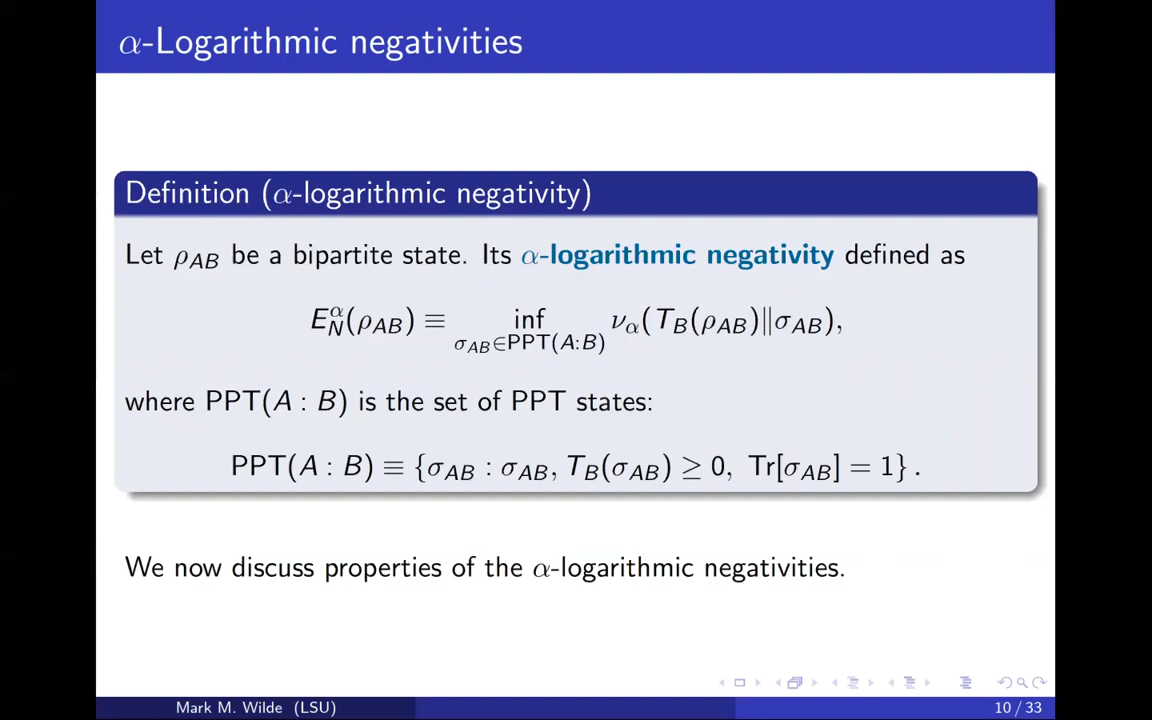 α-Logarithmic negativities
Definition (α-logarithmic negativity)
Let ρ_AB be a bipartite state. Its α-logarithmic negativity defined as
E_N^α(ρ_AB) ≡ inf_{σ_AB∈PPT(A:B)} ν_α(T_B(ρ_AB)‖σ_AB),
where PPT(A : B) is the set of PPT states:
PPT(A : B) ≡ {σ_AB : σ_AB, T_B(σ_AB) ≥ 0, Tr[σ_AB] = 1} .
We now discuss properties of the α-logarithmic negativities.
Mark M. Wilde (LSU)
10 / 33